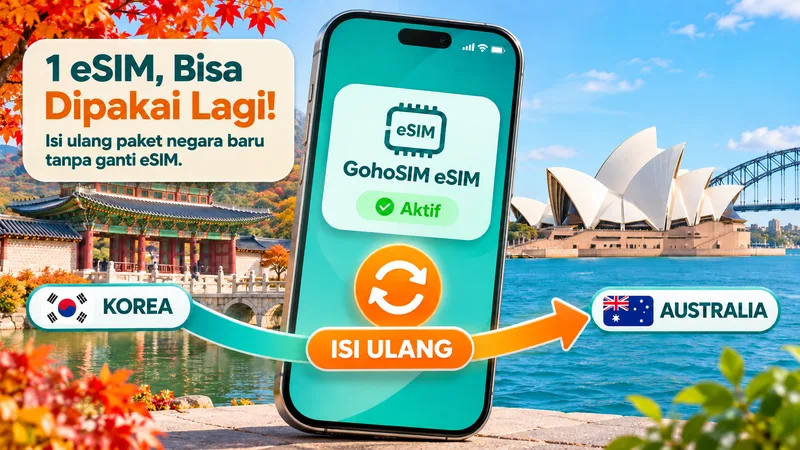 1 eSIM, Bisa
Dipakai Lagi!
Isi ulang paket negara baru
tanpa ganti eSIM.
eSIM
GohoSIM eSIM
Aktif
KOREA
ISI ULANG
AUSTRALIA